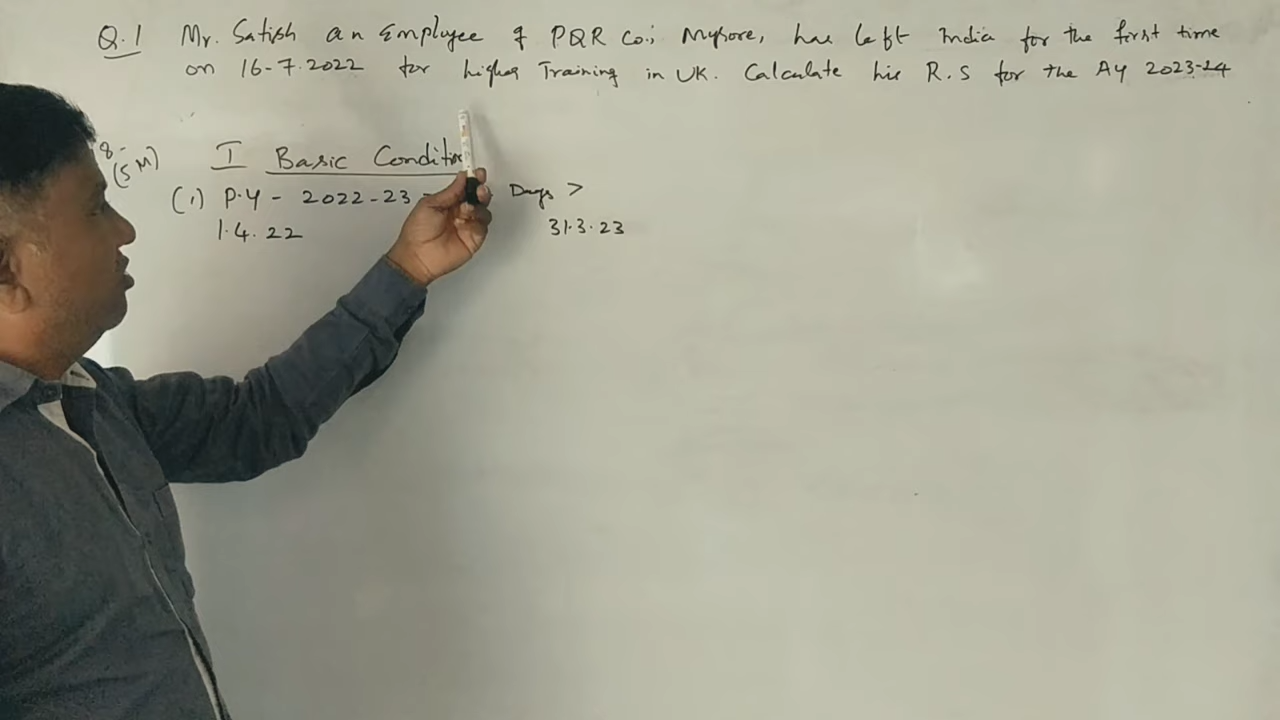 Q.1 Mr. Satish an Employee of PQR Co; Mysore, has left India for the first time
on 16-7.2022 for higher Training in UK. Calculate his R.S for the AY 2023-24
8-
(5M)
I Basic Condition
(1) P.Y - 2022-23 - Days >
1.4.22 31.3.23